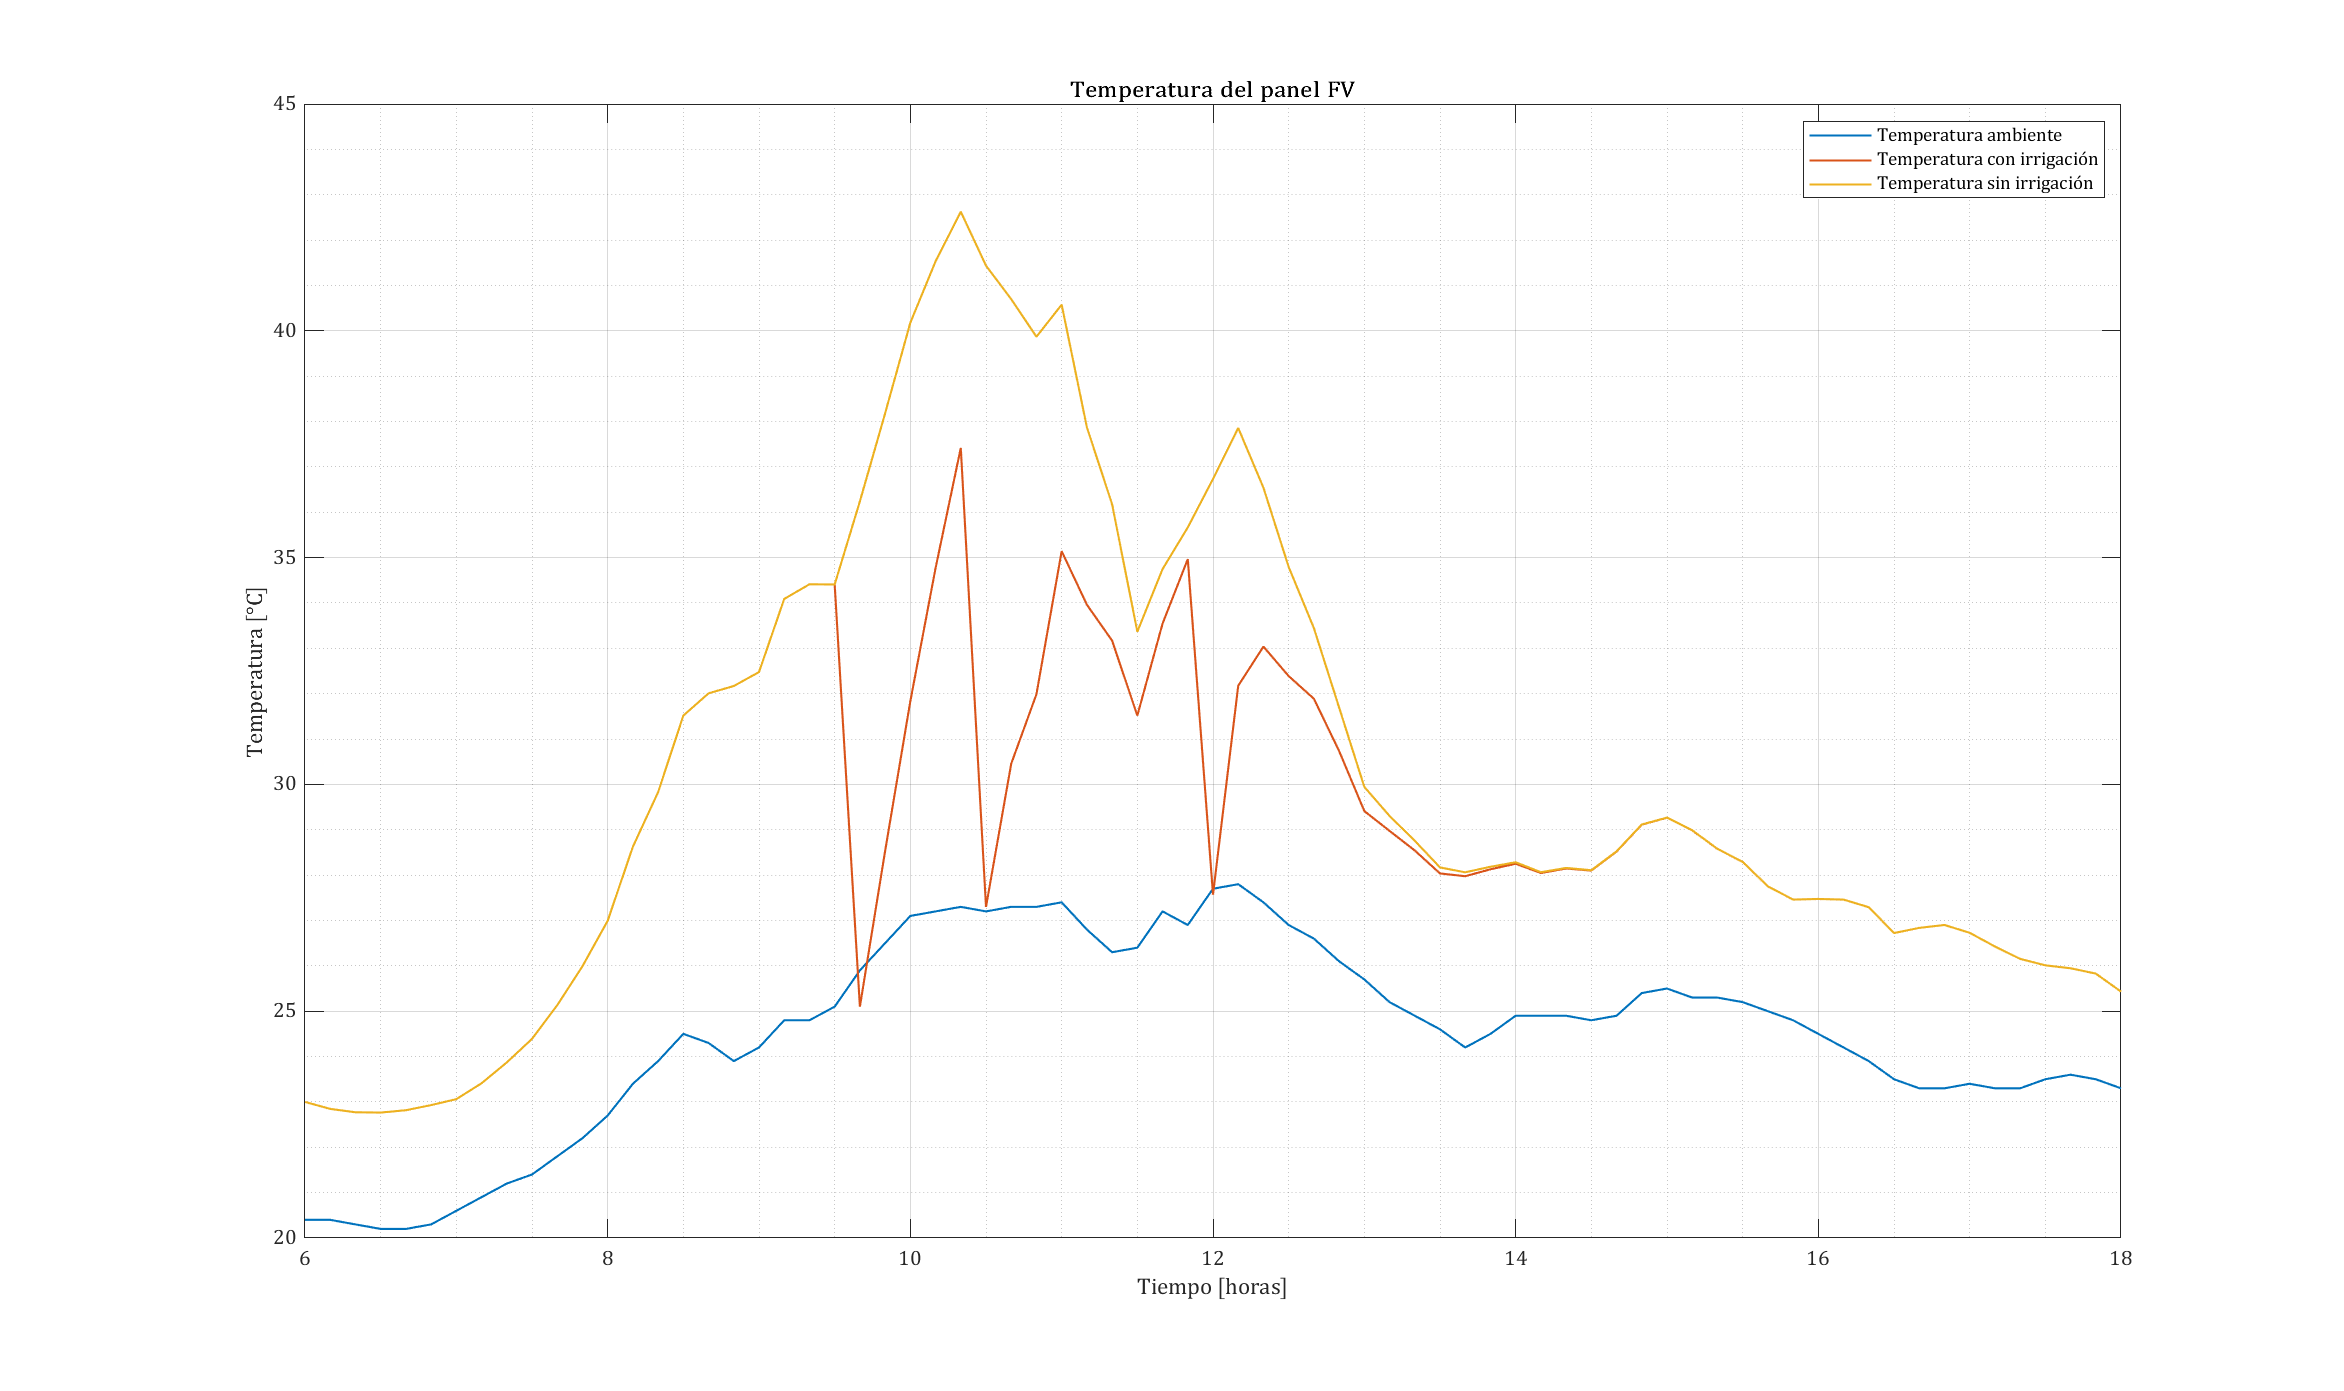 Temperatura del panel FV
45
Temperatura ambiente
Temperatura con irrigación
Temperatura sin irrigación
40
35
Temperatura [°C]
30
25
20
6 8 10 12 14 16 18
Tiempo [horas]